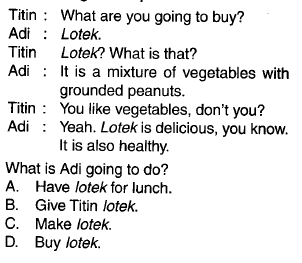 Titin : What are you going to buy?
Adi : Lotek.
Titin Lotek? What is that?
Adi : It is a mixture of vegetables with
grounded peanuts.
Titin : You like vegetables, don't you?
Adi : Yeah. Lotek is delicious, you know.
It is also healthy.
What is Adi going to do?
A. Have lotek for lunch.
B. Give Titin lotek.
C. Make lotek.
D. Buy lotek.